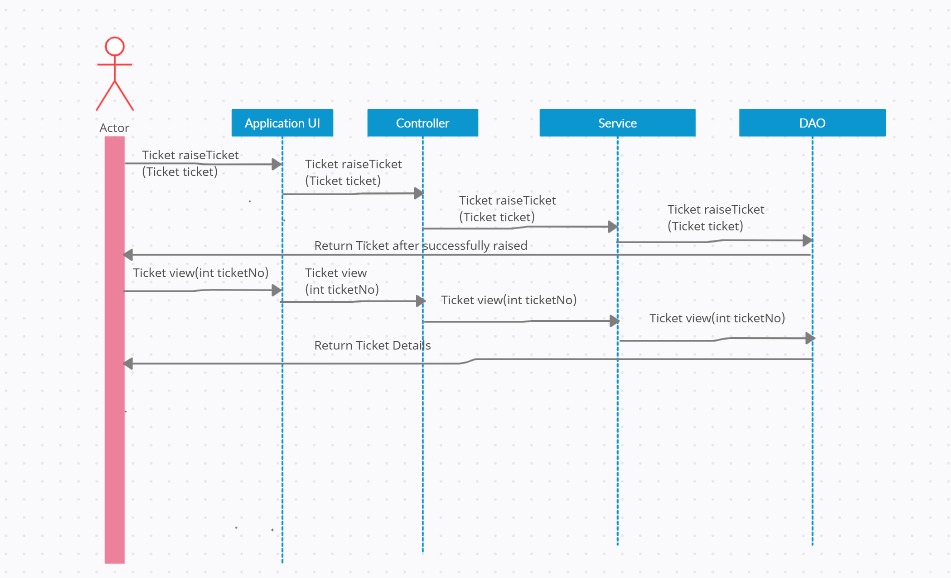 Actor
Application UI
Controller
Service
DAO
Ticket raiseTicket
(Ticket ticket)
Ticket raiseTicket
(Ticket ticket)
Ticket raiseTicket
(Ticket ticket)
Ticket raiseTicket
(Ticket ticket)
Return Ticket after successfully raised
Ticket view(int ticketNo)
Ticket view
(int ticketNo)
Ticket view(int ticketNo)
Ticket view(int ticketNo)
Return Ticket Details